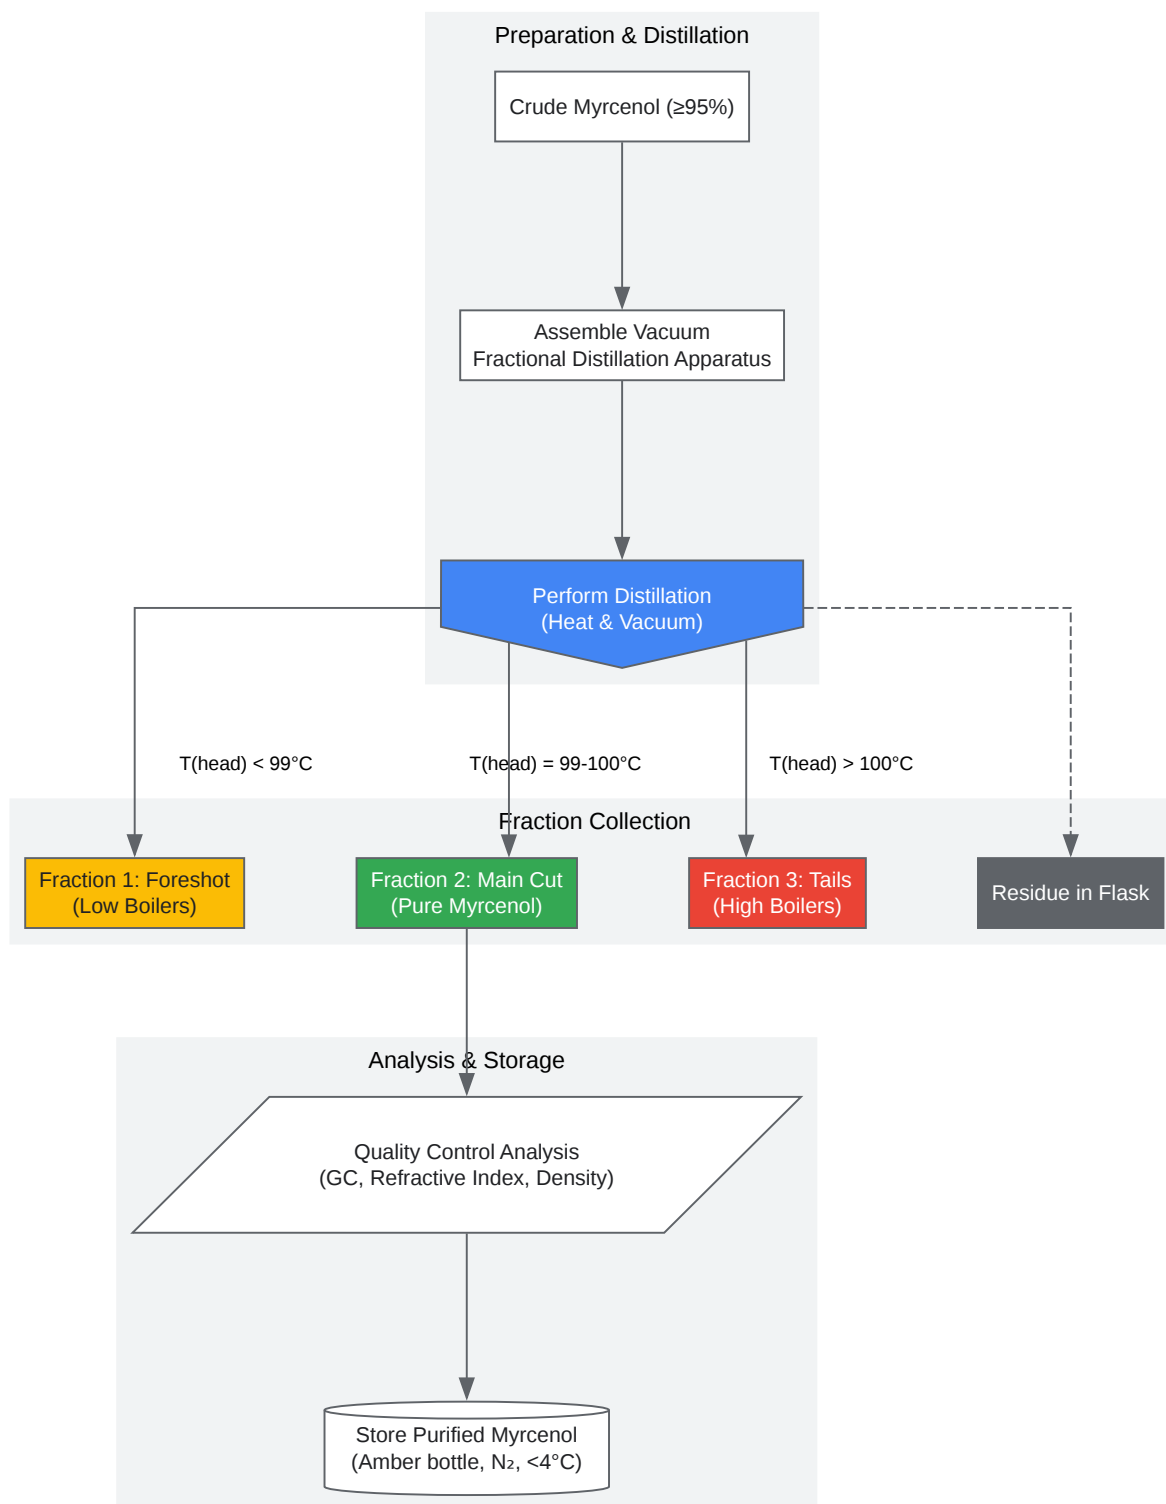 Preparation & Distillation
Crude Myrcenol (≥95%)
Assemble Vacuum
Fractional Distillation Apparatus
Perform Distillation
(Heat & Vacuum)
T(head) < 99°C
T(head) = 99-100°C
T(head) > 100°C
Fraction Collection
Fraction 1: Foreshot
(Low Boilers)
Fraction 2: Main Cut
(Pure Myrcenol)
Fraction 3: Tails
(High Boilers)
Residue in Flask
Analysis & Storage
Quality Control Analysis
(GC, Refractive Index, Density)
Store Purified Myrcenol
(Amber bottle, N₂, <4°C)